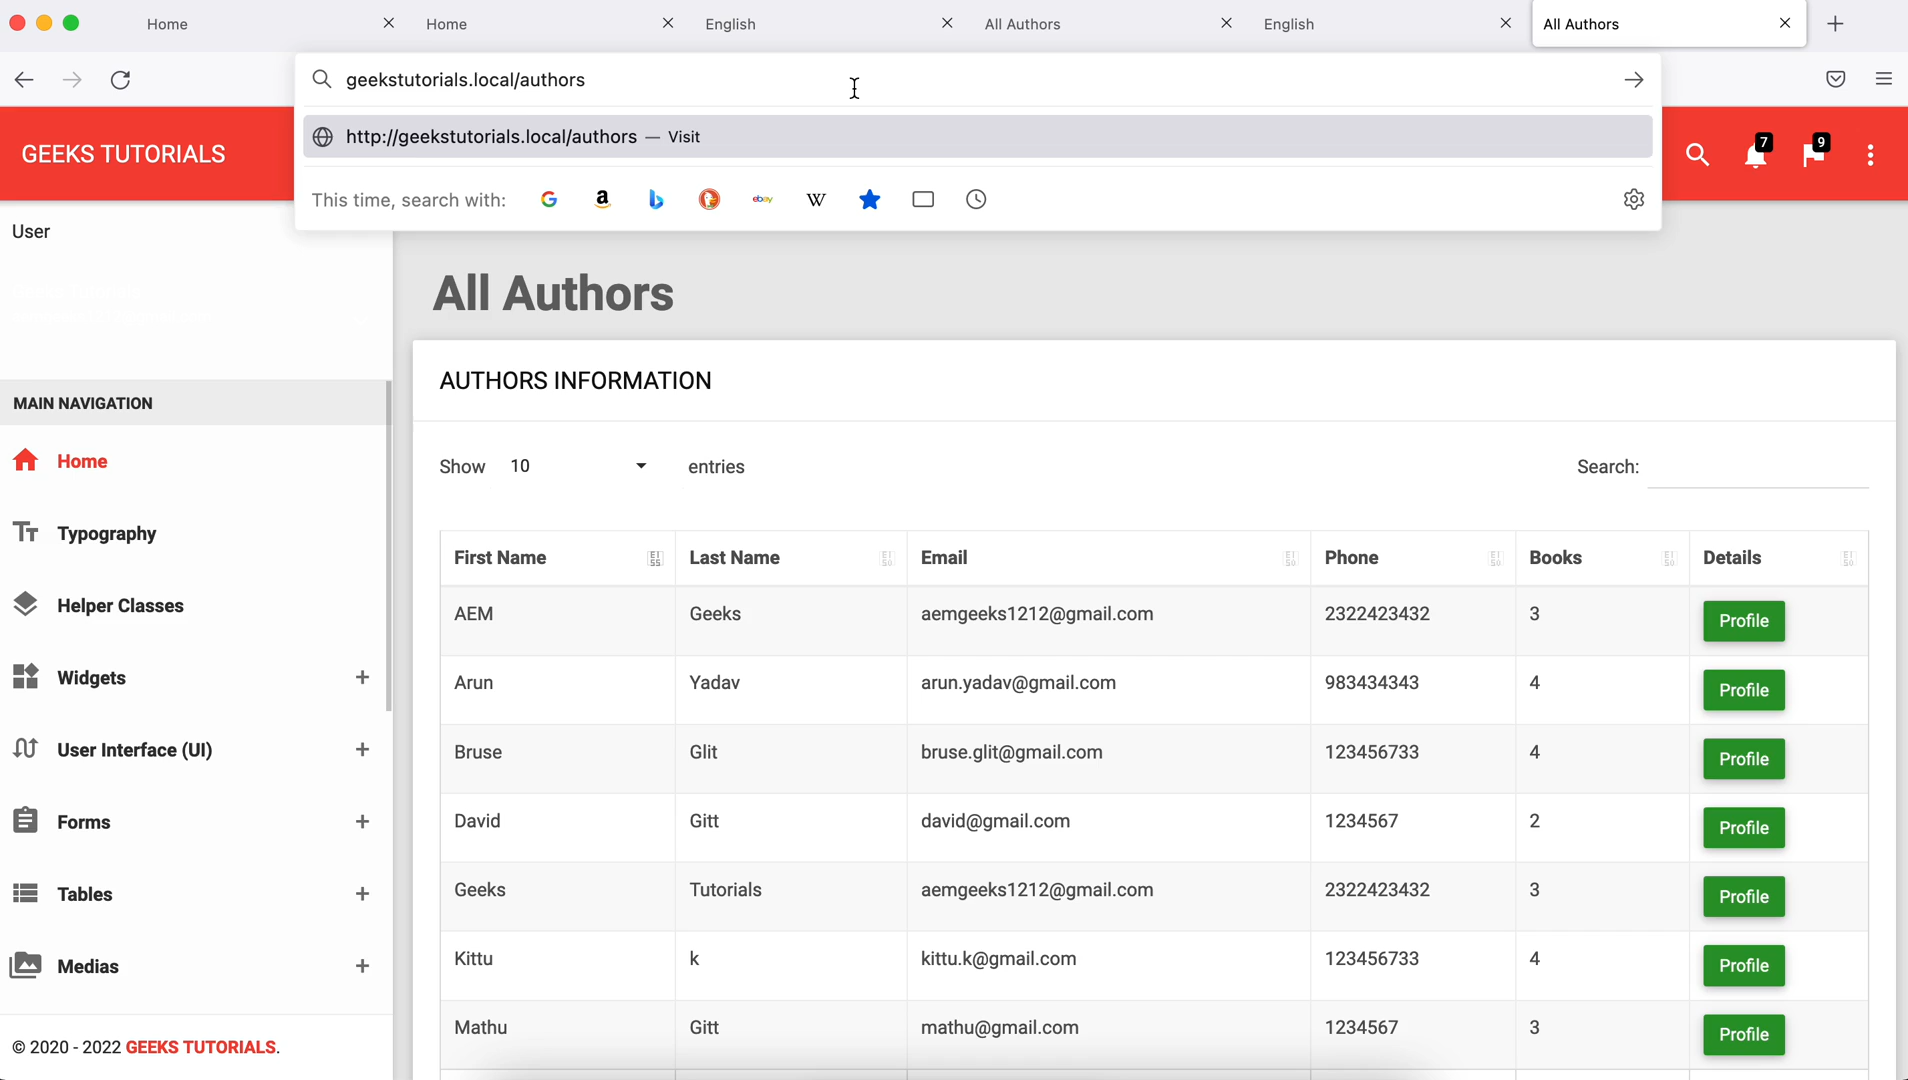 Home Home English All Authors English All Authors
geekstutorials.local/authors
http://geekstutorials.local/authors — Visit
This time, search with:
GEEKS TUTORIALS
7
9
User
MAIN NAVIGATION
Home
Typography
Helper Classes
Widgets +
User Interface (UI) +
Forms +
Tables +
Medias +
© 2020 - 2022 GEEKS TUTORIALS.
All Authors
AUTHORS INFORMATION
Show 10 entries Search:
First Name Last Name Email Phone Books Details
AEM Geeks aemgeeks1212@gmail.com 2322423432 3 Profile
Arun Yadav arun.yadav@gmail.com 983434343 4 Profile
Bruse Glit bruse.glit@gmail.com 123456733 4 Profile
David Gitt david@gmail.com 1234567 2 Profile
Geeks Tutorials aemgeeks1212@gmail.com 2322423432 3 Profile
Kittu k kittu.k@gmail.com 123456733 4 Profile
Mathu Gitt mathu@gmail.com 1234567 3 Profile